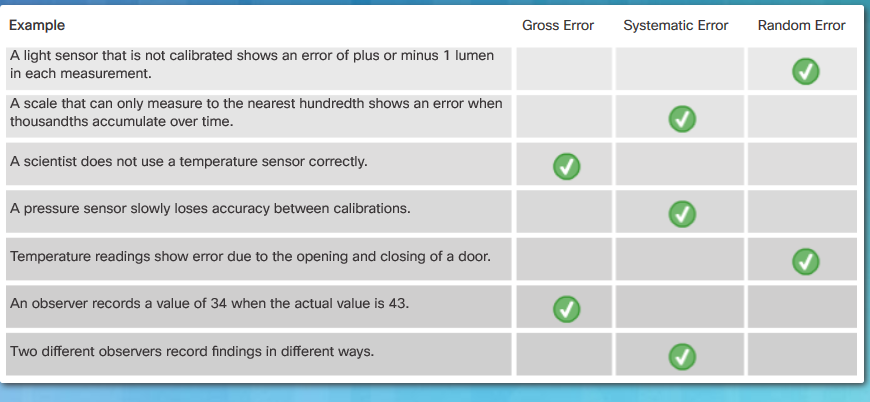 Example Gross Error Systematic Error Random Error
A light sensor that is not calibrated shows an error of plus or minus 1 lumen
in each measurement.
A scale that can only measure to the nearest hundredth shows an error when
thousandths accumulate over time.
A scientist does not use a temperature sensor correctly.
A pressure sensor slowly loses accuracy between calibrations.
Temperature readings show error due to the opening and closing of a door.
An observer records a value of 34 when the actual value is 43.
Two different observers record findings in different ways.